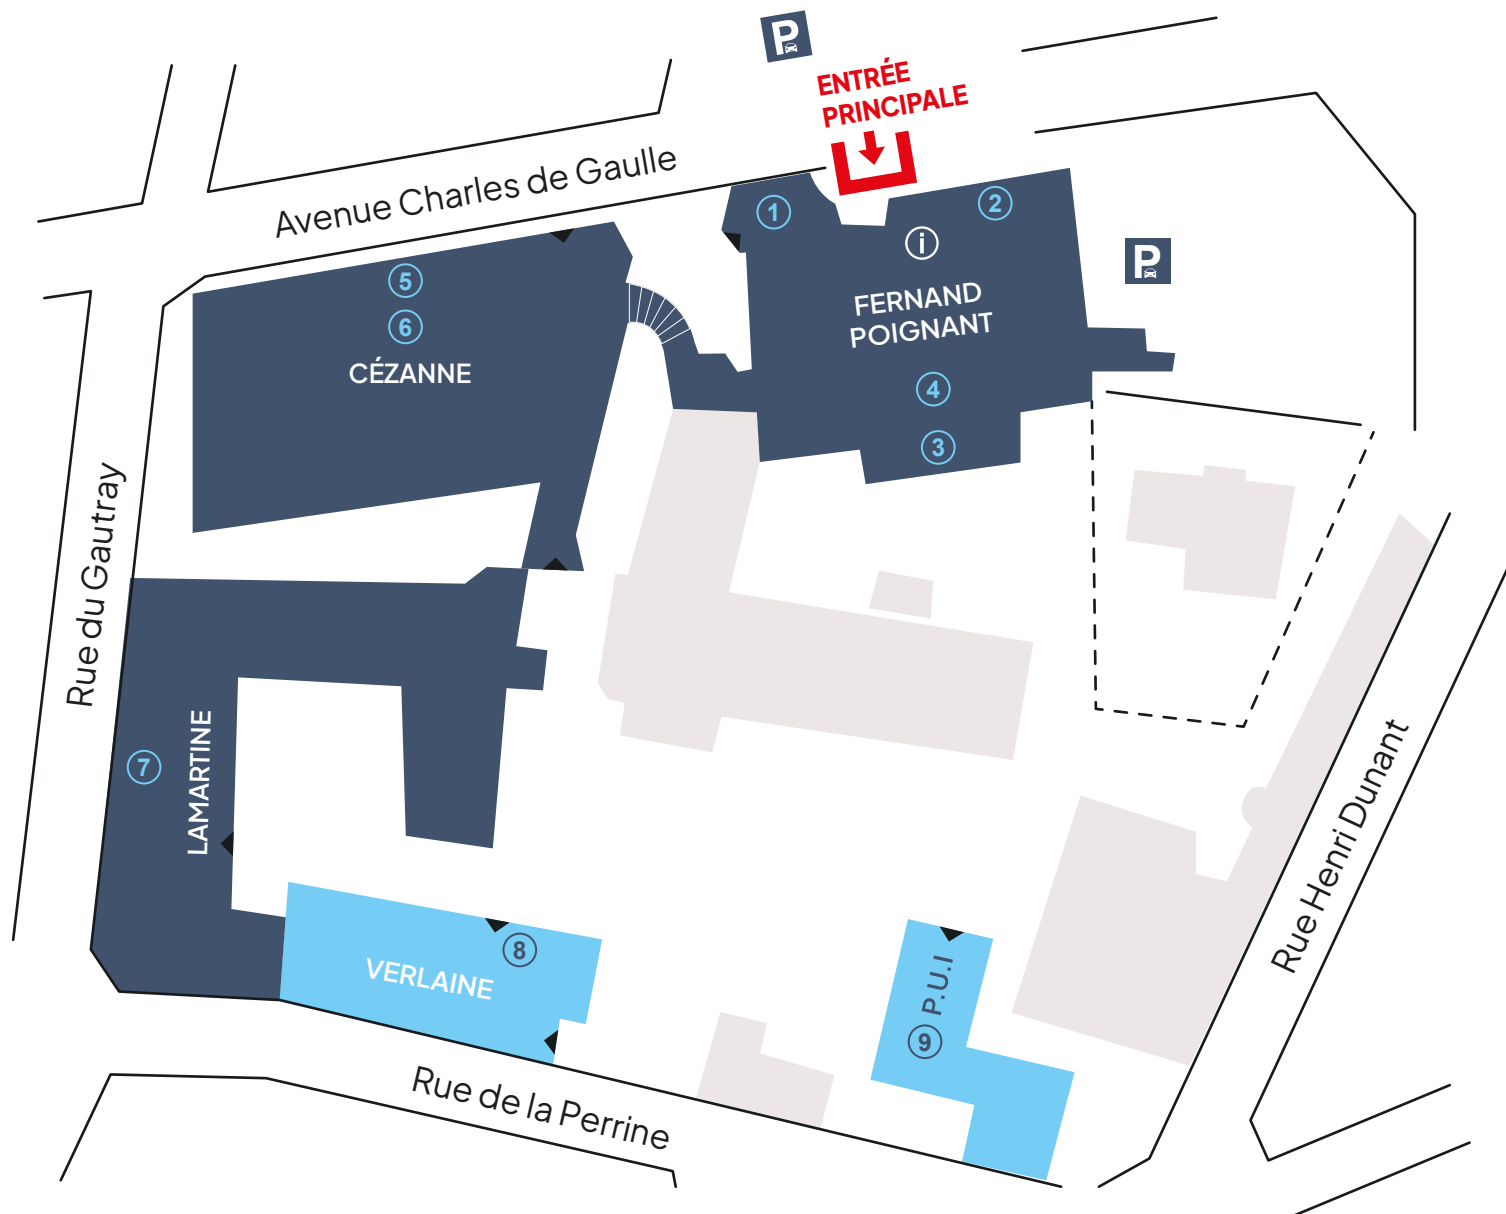 P
ENTRÉE
PRINCIPALE
Avenue Charles de Gaulle
1
2
i
P
5
6
CÉZANNE
FERNAND
POIGNANT
4
3
Rue du Gautray
7
LAMARTINE
8
VERLAINE
P.U.I
9
Rue Henri Dunant
Rue de la Perrine